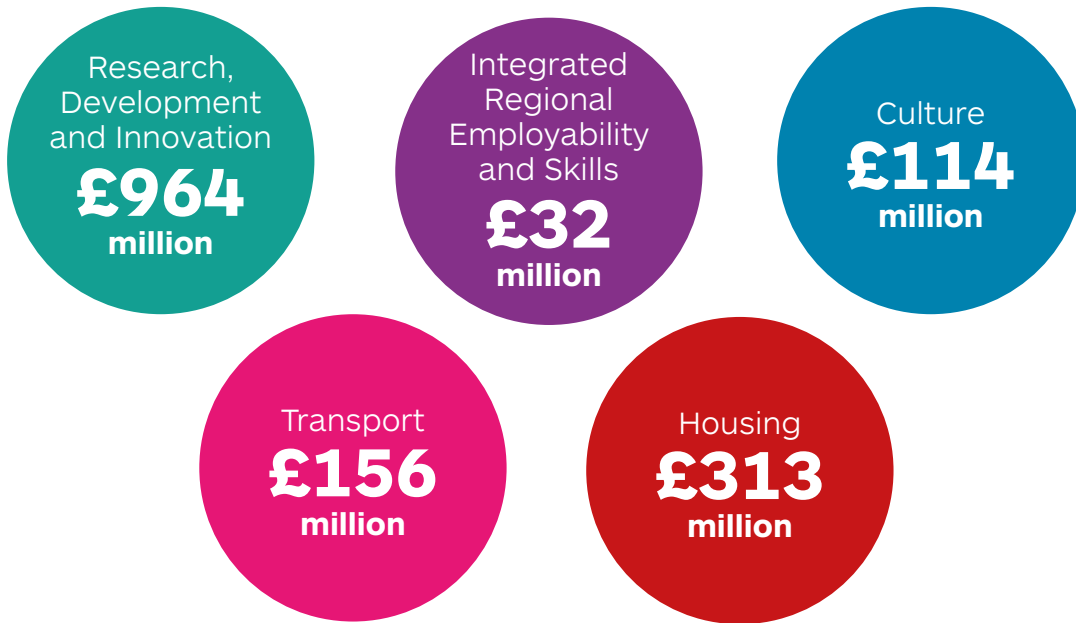 Research,
Development
and Innovation
£964
million
Integrated
Regional
Employability
and Skills
£32
million
Culture
£114
million
Transport
£156
million
Housing
£313
million